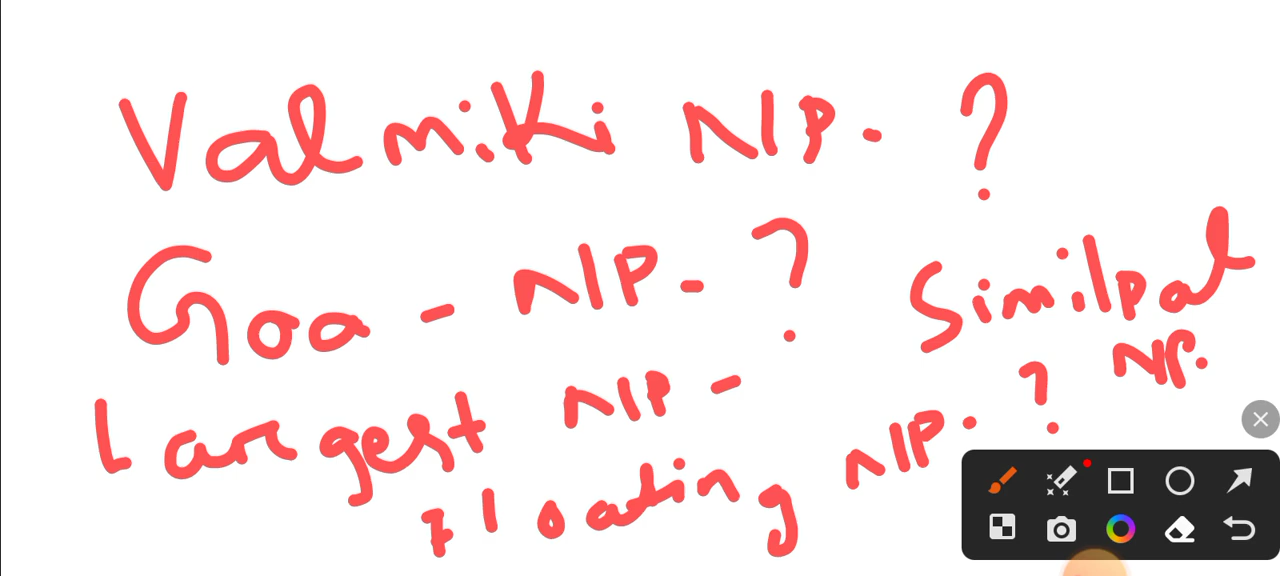 Valmiki NP. ?
Goa - NP- ?
Similpal
NP.
Largest NP -
Floating NP. ?